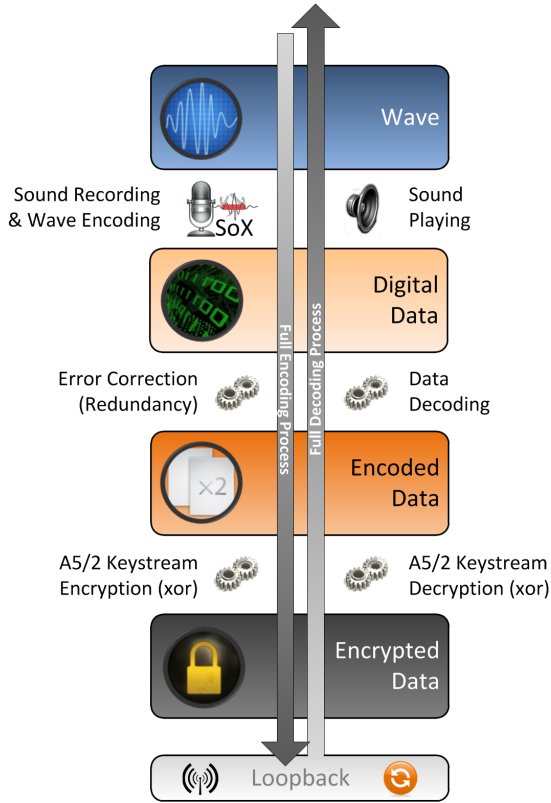 Wave
Sound Recording
& Wave Encoding
SoX
Sound
Playing
Digital
Data
Full Encoding Process
Full Decoding Process
Error Correction
(Redundancy)
Data
Decoding
x2
Encoded
Data
A5/2 Keystream
Encryption (xor)
A5/2 Keystream
Decryption (xor)
Encrypted
Data
Loopback